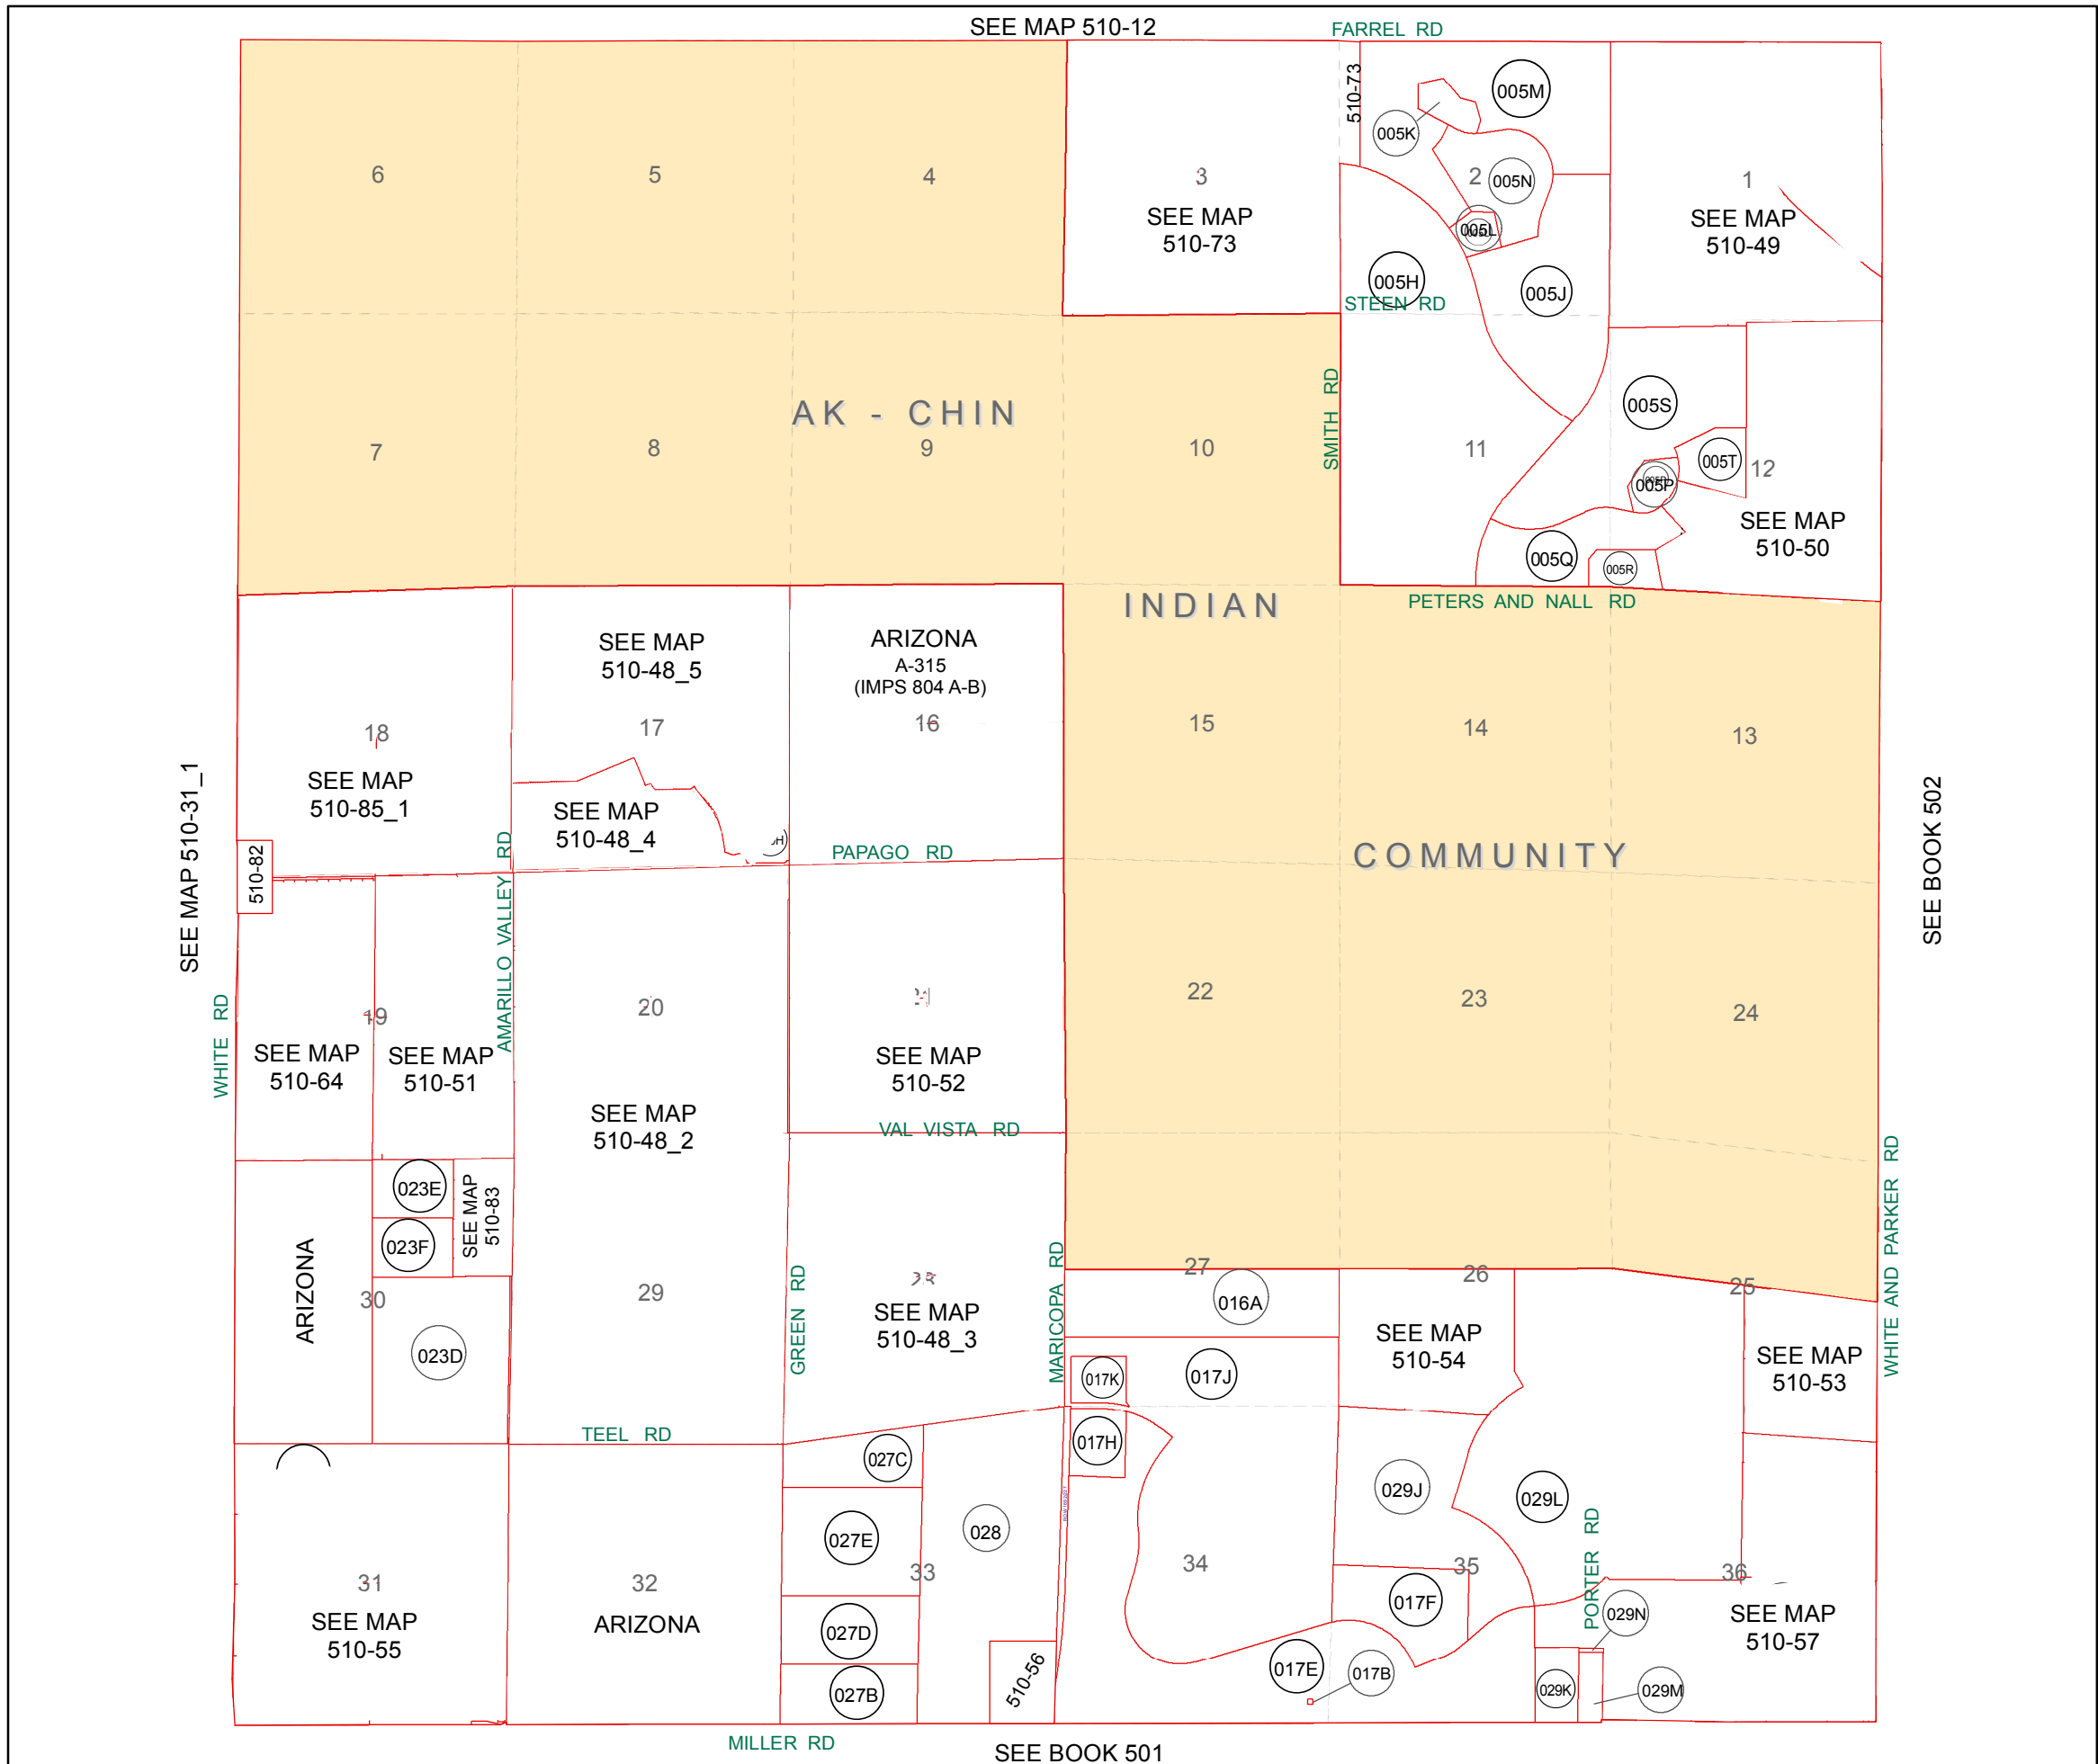 SEE MAP 510-12
FARREL RD
510-73
005M
005K
6
5
4
3
SEE MAP
510-73
2
005N
1
SEE MAP
510-49
005L
005H
005J
STEEN RD
AK - CHIN
SMITH RD
7
8
9
10
11
005S
005T
12
005P
SEE MAP
510-50
005Q
005R
INDIAN
PETERS AND NALL RD
SEE MAP
510-48_5
ARIZONA
A-315
(IMPS 804 A-B)
18
17
16
15
14
13
SEE MAP
510-85_1
SEE MAP
510-48_4
SEE MAP 510-31_1
510-82
AMARILLO VALLEY RD
PAPAGO RD
COMMUNITY
SEE BOOK 502
WHITE RD
19
20
22
23
24
SEE MAP
510-64
SEE MAP
510-51
SEE MAP
510-52
SEE MAP
510-48_2
VAL VISTA RD
023E
023F
SEE MAP
510-83
ARIZONA
30
29
GREEN RD
MARICOPA RD
27
26
25
WHITE AND PARKER RD
016A
SEE MAP
510-48_3
023D
SEE MAP
510-54
SEE MAP
510-53
017K
017J
TEEL RD
027C
017H
029J
029L
027E
028
PORTER RD
31
32
33
34
35
36
SEE MAP
510-55
ARIZONA
027D
017F
029N
SEE MAP
510-57
027B
510-56
017E
017B
029K
029M
MILLER RD
SEE BOOK 501